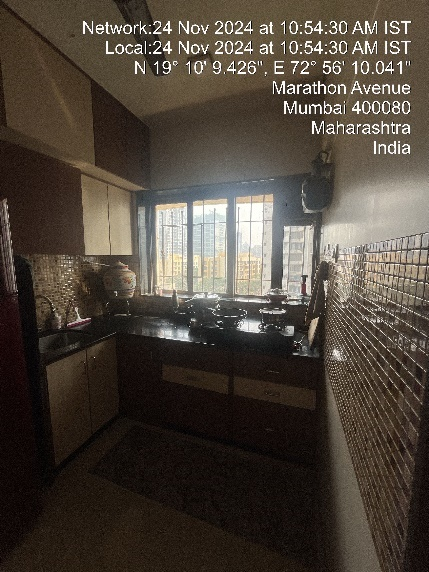 Network:24 Nov 2024 at 10:54:30 AM IST
Local:24 Nov 2024 at 10:54:30 AM IST
N 19° 10' 9.426", E 72° 56' 10.041"
Marathon Avenue
Mumbai 400080
Maharashtra
India